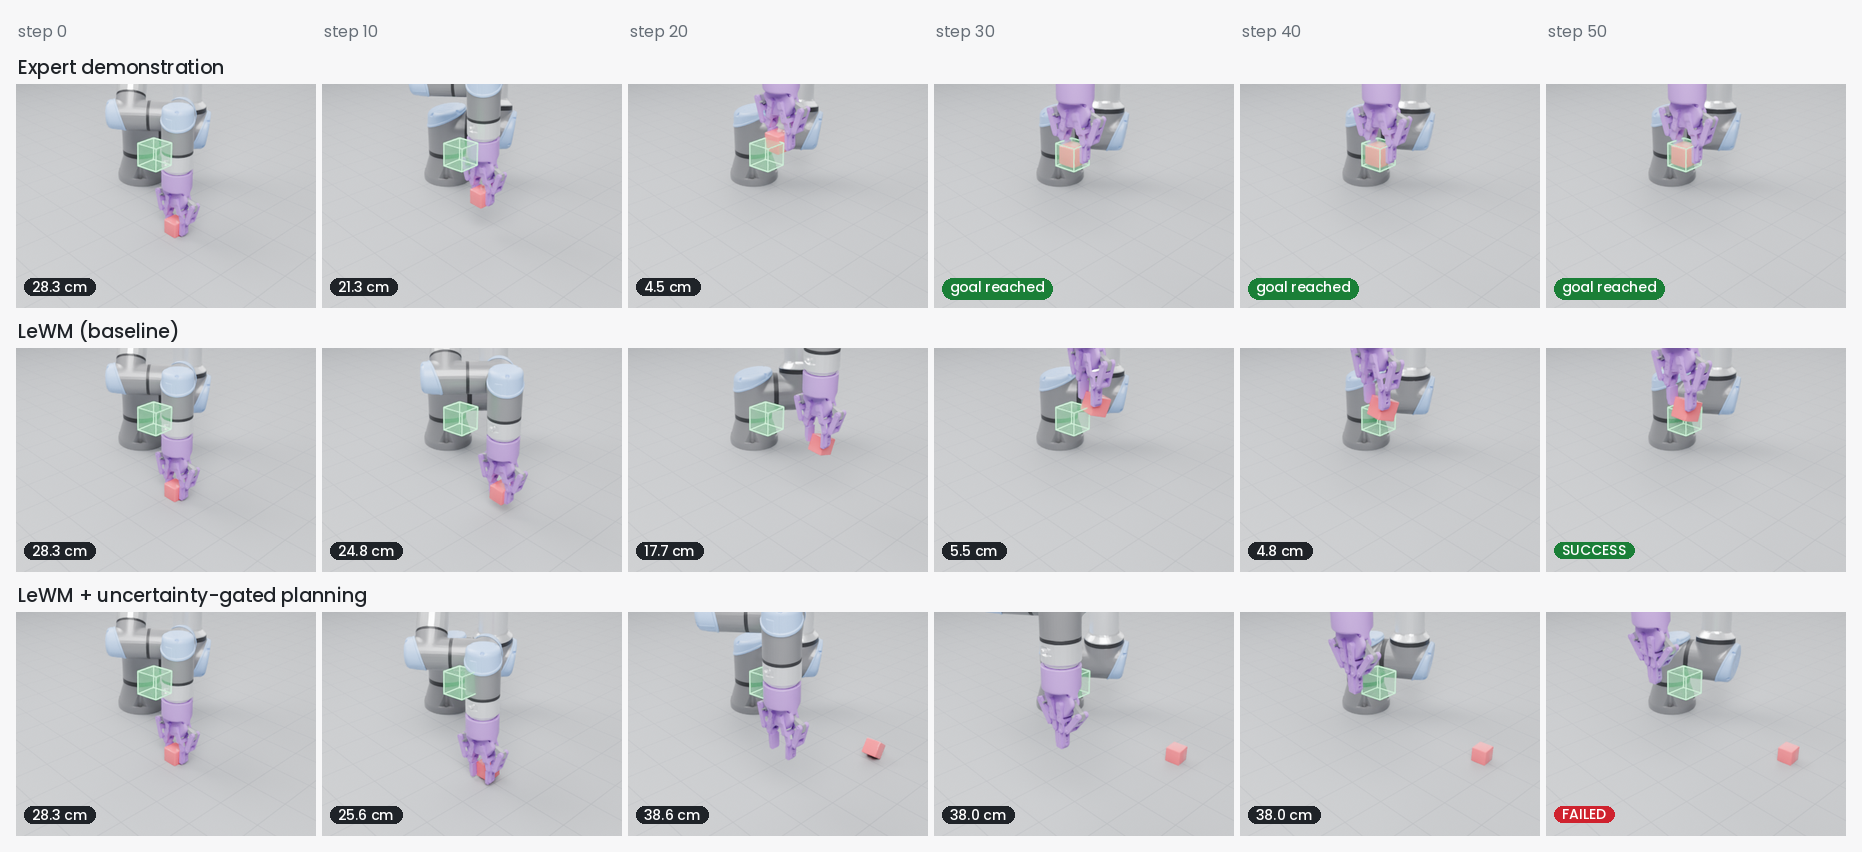 step 0 step 10 step 20 step 30 step 40 step 50
Expert demonstration
28.3 cm 21.3 cm 4.5 cm goal reached goal reached goal reached
LeWM (baseline)
28.3 cm 24.8 cm 17.7 cm 5.5 cm 4.8 cm SUCCESS
LeWM + uncertainty-gated planning
28.3 cm 25.6 cm 38.6 cm 38.0 cm 38.0 cm FAILED